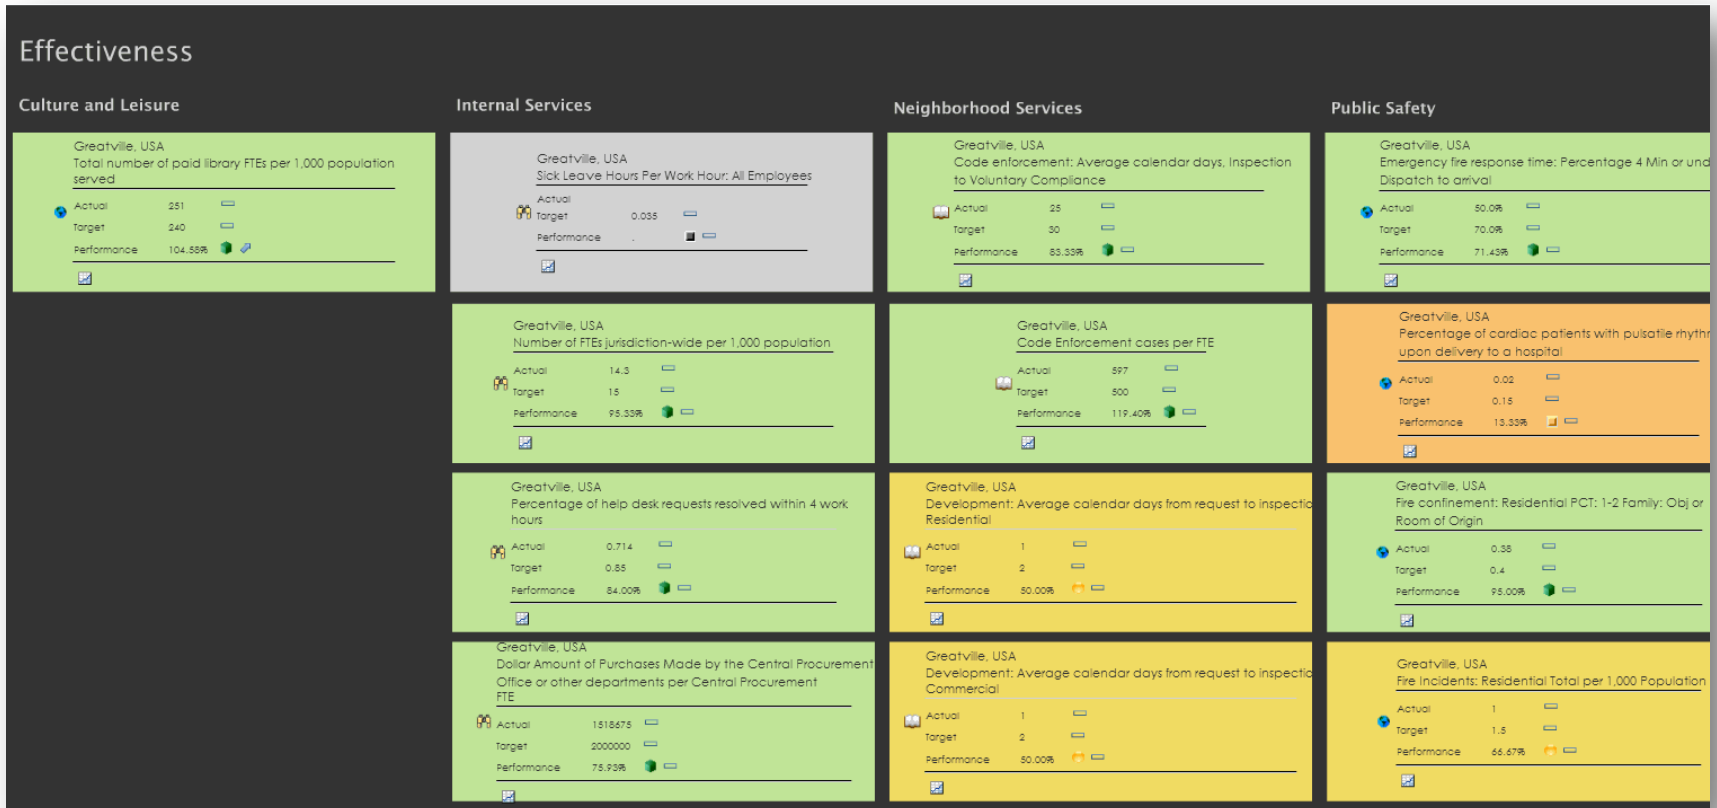 Effectiveness
Culture and Leisure
Greatville, USA
Total number of paid library FTEs per 1,000 population
served
Actual 251
Target 240
Performance 104.58%
Internal Services
Greatville, USA
Sick Leave Hours Per Work Hour: All Employees
Actual
Target 0.035
Performance .
Greatville, USA
Number of FTEs jurisdiction-wide per 1,000 population
Actual 14.3
Target 15
Performance 95.33%
Greatville, USA
Percentage of help desk requests resolved within 4 work
hours
Actual 0.714
Target 0.85
Performance 84.00%
Greatville, USA
Dollar Amount of Purchases Made by the Central Procurement
Office or other departments per Central Procurement
FTE
Actual 1518675
Target 2000000
Performance 75.93%
Neighborhood Services
Greatville, USA
Code enforcement: Average calendar days, Inspection
to Voluntary Compliance
Actual 25
Target 30
Performance 83.33%
Greatville, USA
Code Enforcement cases per FTE
Actual 597
Target 500
Performance 119.40%
Greatville, USA
Development: Average calendar days from request to inspectio
Residential
Actual 1
Target 2
Performance 50.00%
Greatville, USA
Development: Average calendar days from request to inspectio
Commercial
Actual 1
Target 2
Performance 50.00%
Public Safety
Greatville, USA
Emergency fire response time: Percentage 4 Min or und
Dispatch to arrival
Actual 50.0%
Target 70.0%
Performance 71.43%
Greatville, USA
Percentage of cardiac patients with pulsatile rhythm
upon delivery to a hospital
Actual 0.02
Target 0.15
Performance 13.33%
Greatville, USA
Fire confinement: Residential PCT: 1-2 Family: Obj or
Room of Origin
Actual 0.38
Target 0.4
Performance 95.00%
Greatville, USA
Fire Incidents: Residential Total per 1,000 Population
Actual 1
Target 1.5
Performance 66.67%